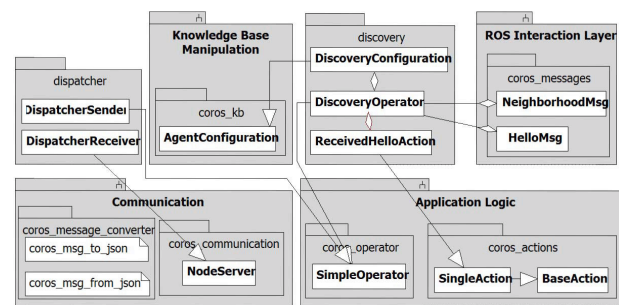 Knowledge Base
Manipulation
discovery
ROS Interaction Layer
DiscoveryConfiguration
dispatcher
coros_messages
DispatcherSender
coros_kb
DiscoveryOperator
NeighborhoodMsg
DispatcherReceiver
AgentConfiguration
ReceivedHelloAction
HelloMsg
Communication
Application Logic
coros_message_converter
coros_msg_to_json
coros_communication
coros_operator
coros_actions
coros_msg_from_json
NodeServer
SimpleOperator
SingleAction
BaseAction